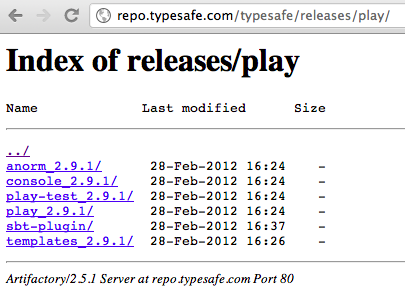 repo.typesafe.com/typesafe/releases/play/
Index of releases/play
Name Last modified Size
../
anorm_2.9.1/ 28-Feb-2012 16:24 -
console_2.9.1/ 28-Feb-2012 16:24 -
play-test_2.9.1/ 28-Feb-2012 16:24 -
play_2.9.1/ 28-Feb-2012 16:24 -
sbt-plugin/ 28-Feb-2012 16:37 -
templates_2.9.1/ 28-Feb-2012 16:26 -
Artifactory/2.5.1 Server at repo.typesafe.com Port 80